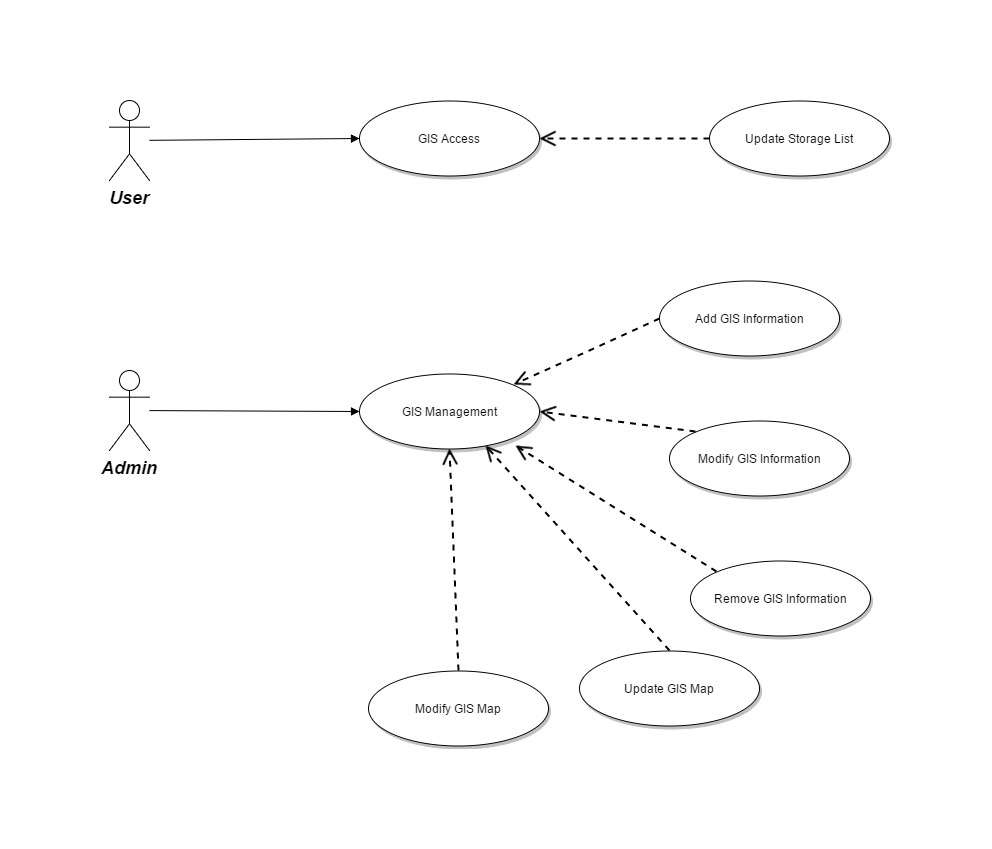 GIS Access
Update Storage List
User
Add GIS Information
GIS Management
Modify GIS Information
Admin
Remove GIS Information
Update GIS Map
Modify GIS Map